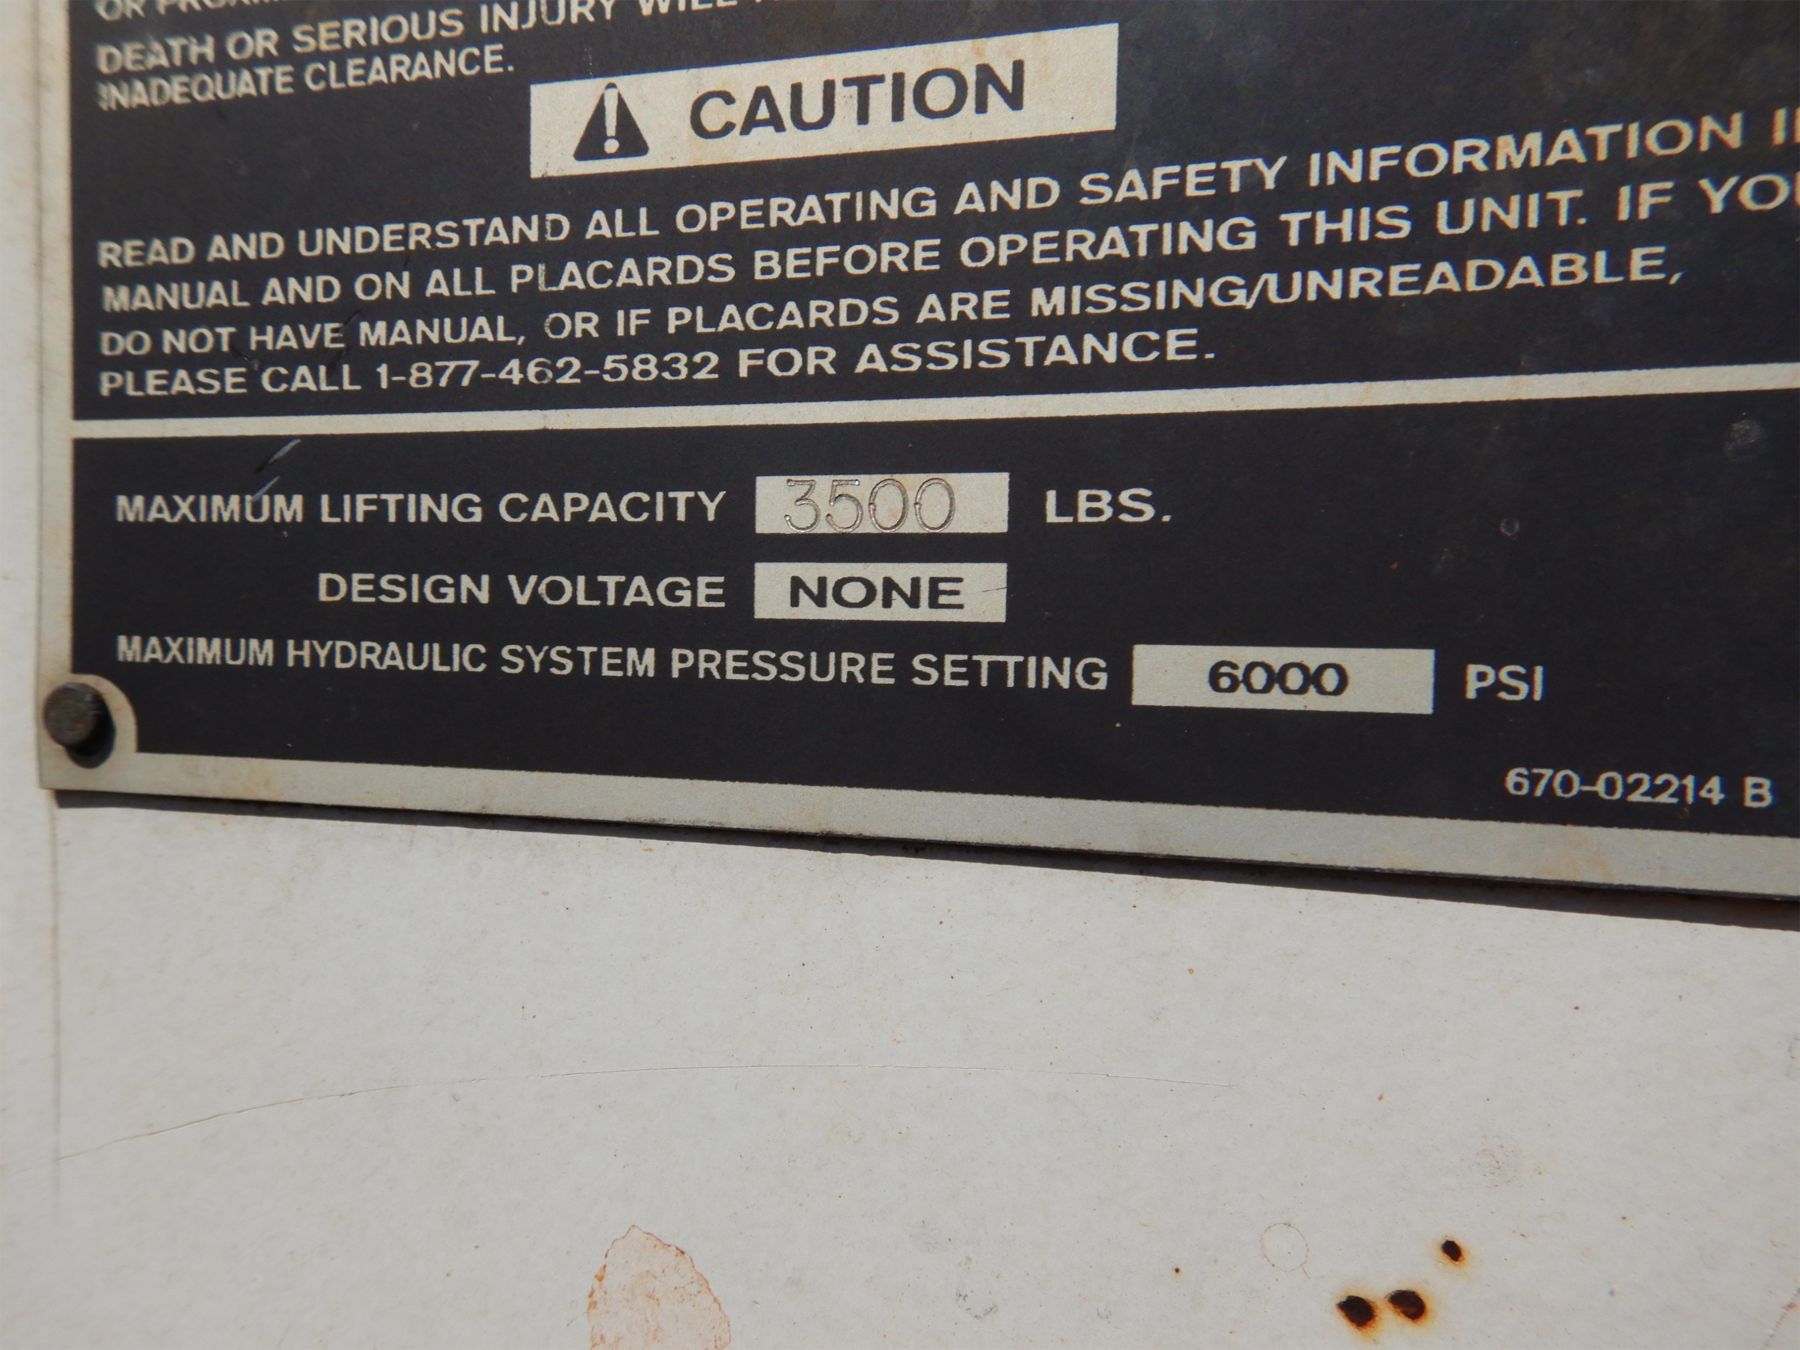 DEATH OR SERIOUS INJURY WILL
INADEQUATE CLEARANCE.
CAUTION
READ AND UNDERSTAND ALL OPERATING AND SAFETY INFORMATION
MANUAL AND ON ALL PLACARDS BEFORE OPERATING THIS UNIT. IF YOU
DO NOT HAVE MANUAL, OR IF PLACARDS ARE MISSING/UNREADABLE,
PLEASE CALL 1-877-462-5832 FOR ASSISTANCE.
MAXIMUM LIFTING CAPACITY 3500 LBS.
DESIGN VOLTAGE NONE
MAXIMUM HYDRAULIC SYSTEM PRESSURE SETTING 6000 PSI
670-02214 B